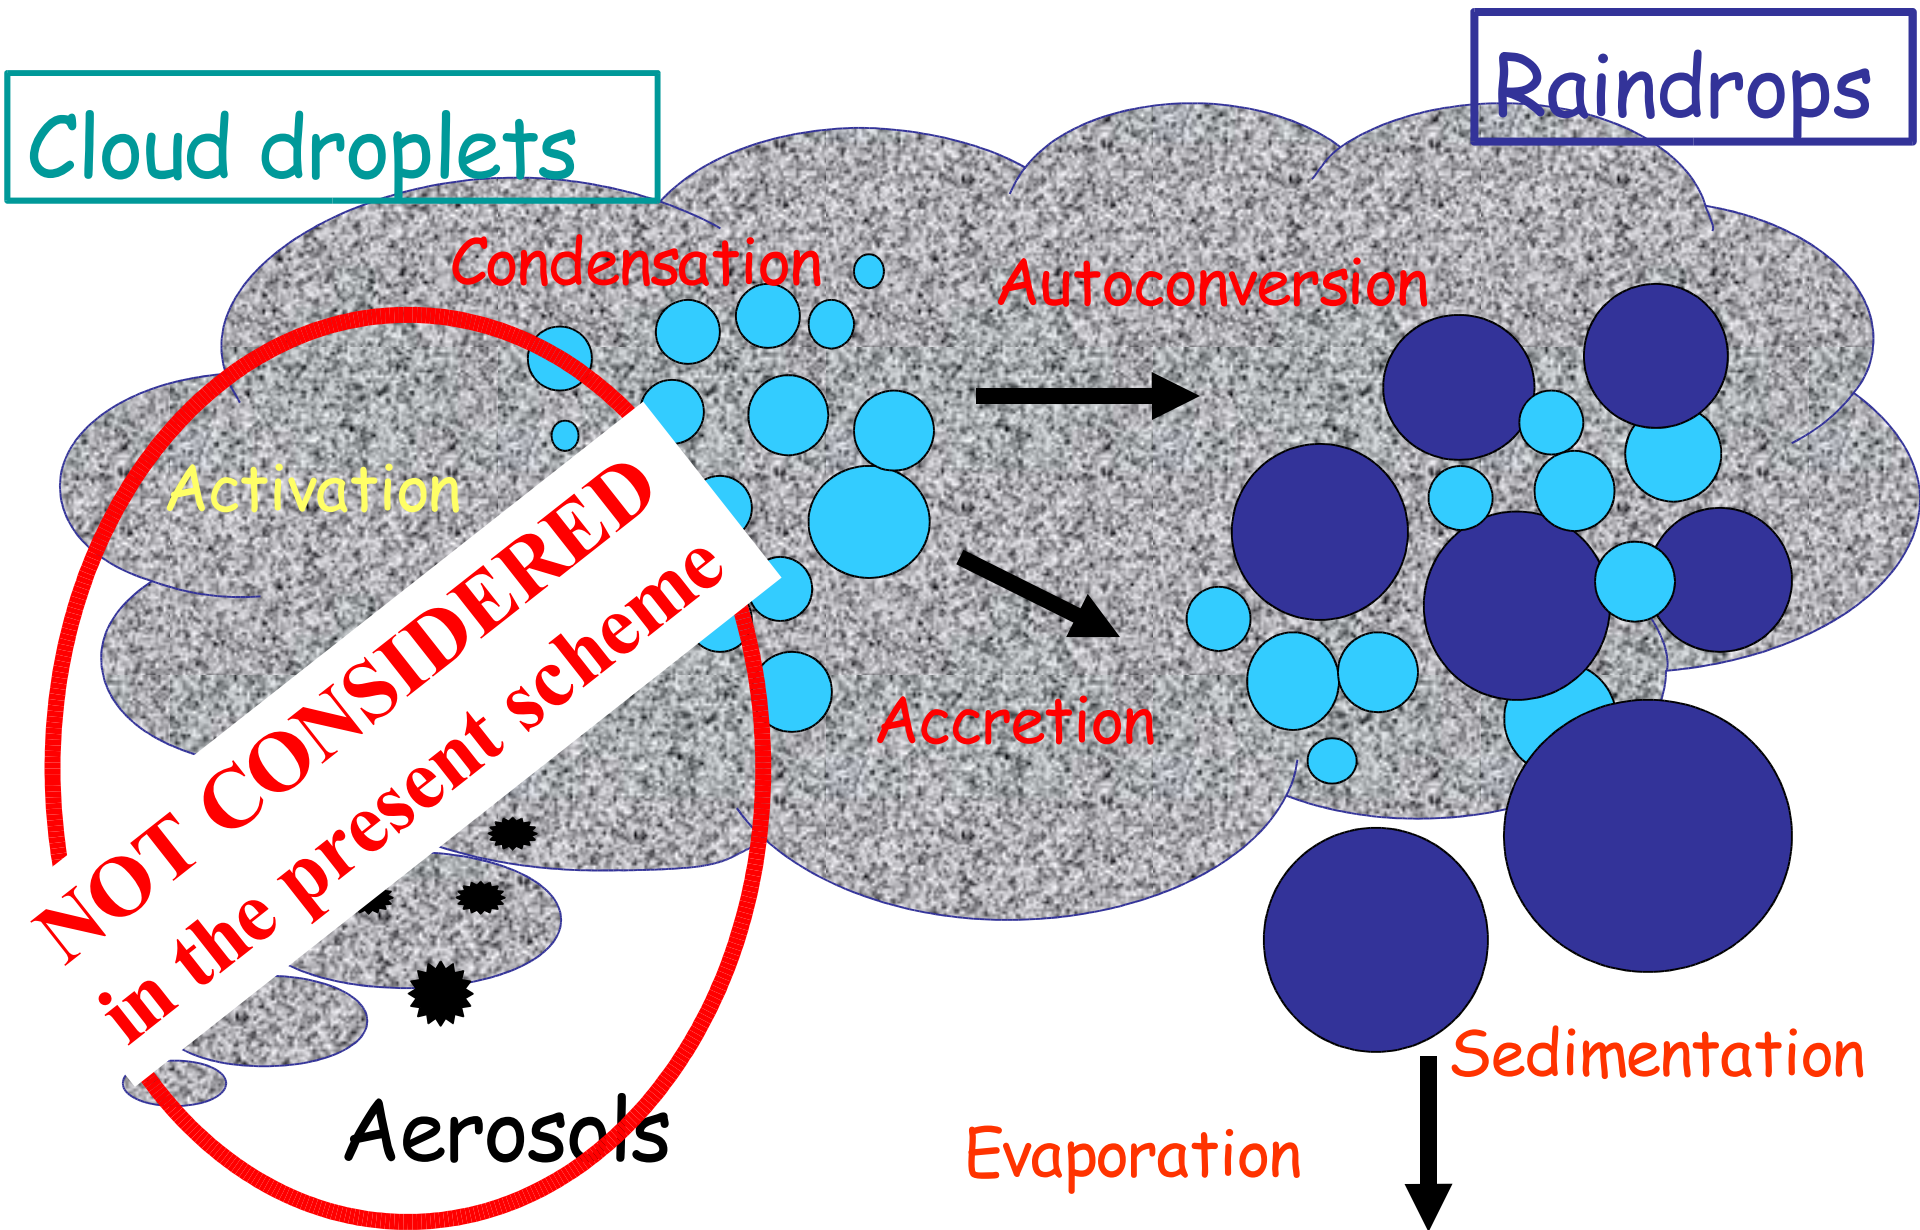 Raindrops
Cloud droplets
Condensation
Autoconversion
Activation
NOT CONSIDERED
in the present scheme
Accretion
Sedimentation
Aerosols
Evaporation